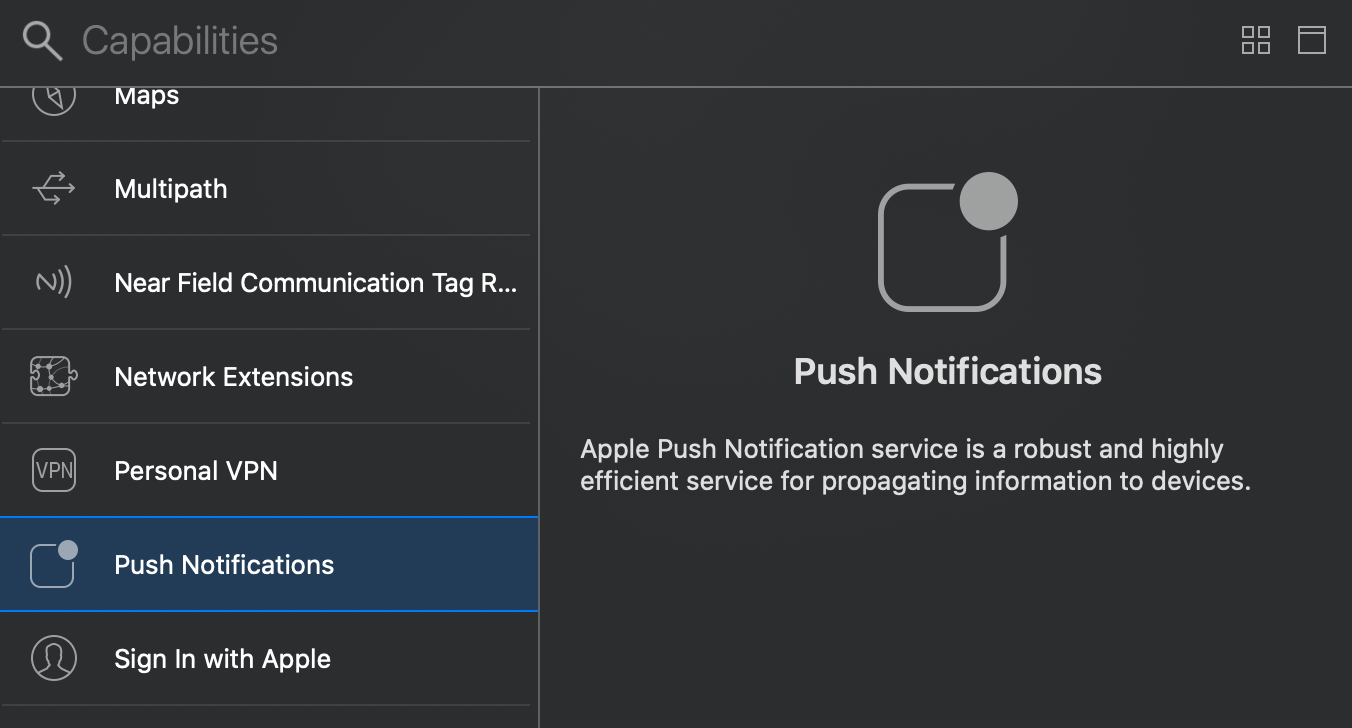 Capabilities
Maps
Multipath
Near Field Communication Tag R...
Network Extensions
VPN
Personal VPN
Push Notifications
Sign In with Apple
Push Notifications
Apple Push Notification service is a robust and highly
efficient service for propagating information to devices.